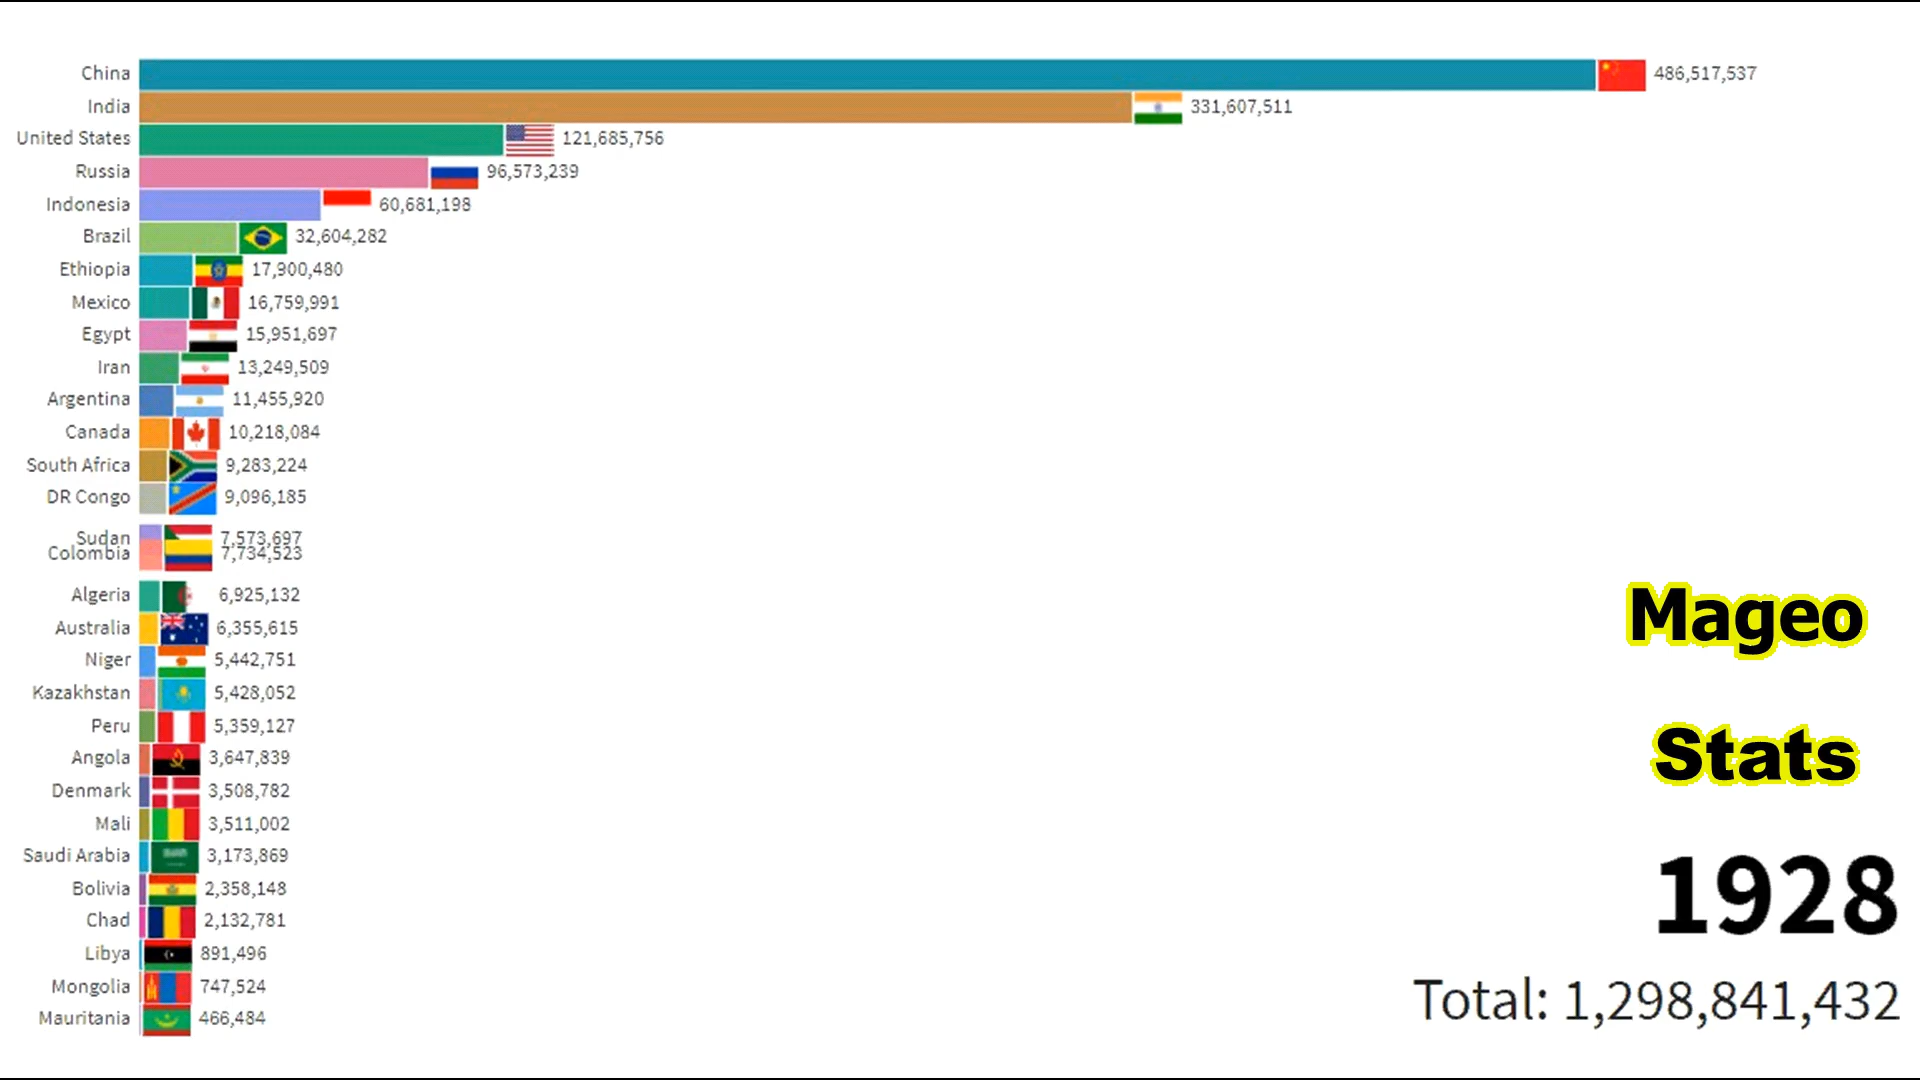 China 486,517,537
India 331,607,511
United States 121,685,756
Russia 96,573,239
Indonesia 60,681,198
Brazil 32,604,282
Ethiopia 17,900,480
Mexico 16,759,991
Egypt 15,951,697
Iran 13,249,509
Argentina 11,455,920
Canada 10,218,084
South Africa 9,283,224
DR Congo 9,096,185
Sudan 7,573,697
Colombia 7,734,523
Algeria 6,925,132
Australia 6,355,615
Niger 5,442,751
Kazakhstan 5,428,052
Peru 5,359,127
Angola 3,647,839
Denmark 3,508,782
Mali 3,511,002
Saudi Arabia 3,173,869
Bolivia 2,358,148
Chad 2,132,781
Libya 891,496
Mongolia 747,524
Mauritania 466,484
Mageo
Stats
1928
Total: 1,298,841,432